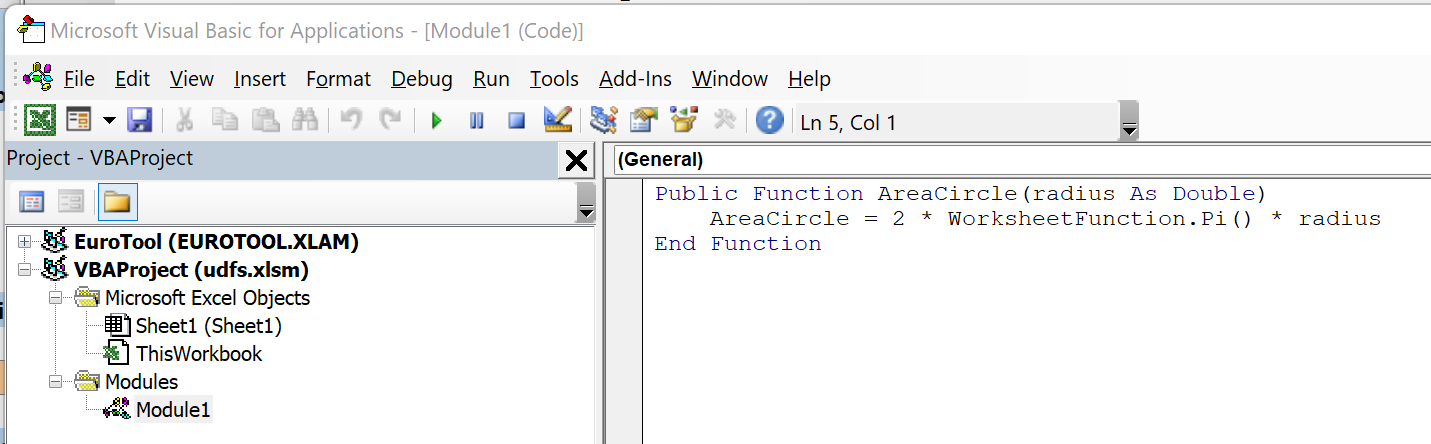 Microsoft Visual Basic for Applications - [Module1 (Code)]
File Edit View Insert Format Debug Run Tools Add-Ins Window Help
Ln 5, Col 1
Project - VBAProject
EuroTool (EUROTOOL.XLAM)
VBAProject (udfs.xlsm)
Microsoft Excel Objects
Sheet1 (Sheet1)
ThisWorkbook
Modules
Module1
(General)
Public Function AreaCircle(radius As Double)
    AreaCircle = 2 * WorksheetFunction.Pi() * radius
End Function